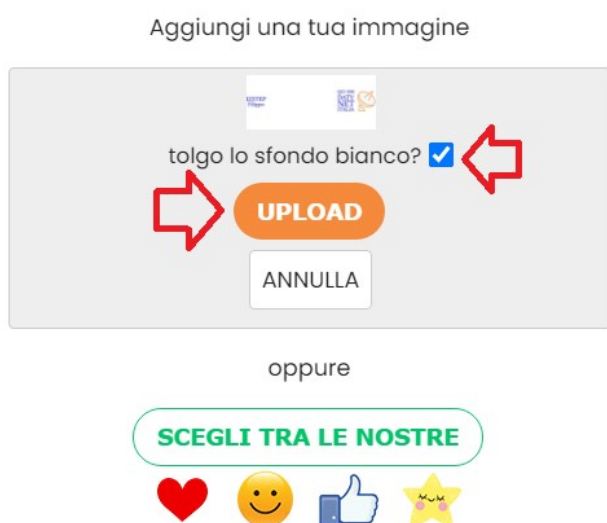 Aggiungi una tua immagine
tolgo lo sfondo bianco?
UPLOAD
ANNULLA
oppure
SCEGLI TRA LE NOSTRE